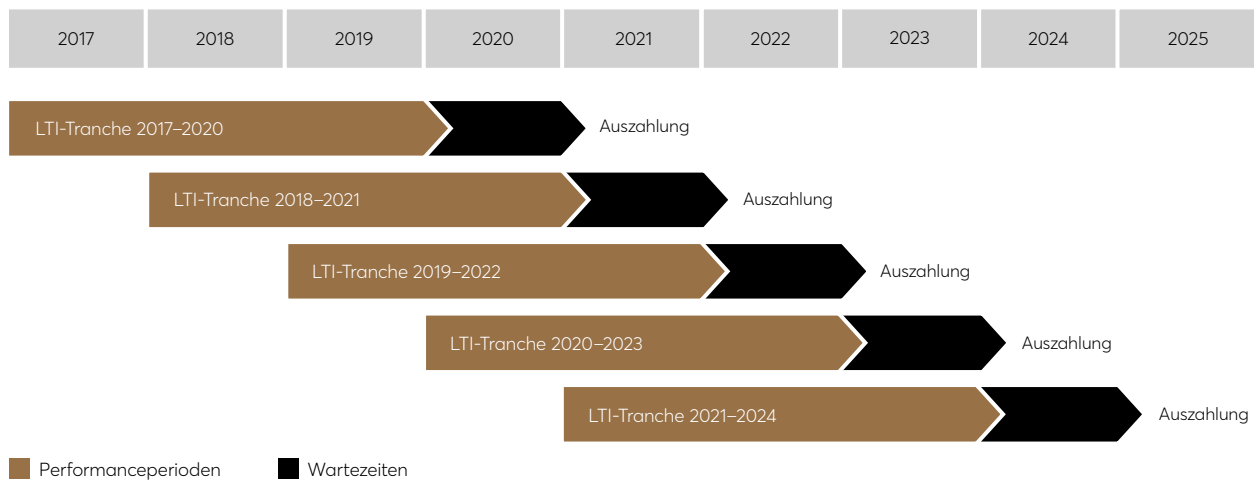 2017 2018 2019 2020 2021 2022 2023 2024 2025
LTI-Tranche 2017–2020 Auszahlung
LTI-Tranche 2018–2021 Auszahlung
LTI-Tranche 2019–2022 Auszahlung
LTI-Tranche 2020–2023 Auszahlung
LTI-Tranche 2021–2024 Auszahlung
Performanceperioden Wartezeiten